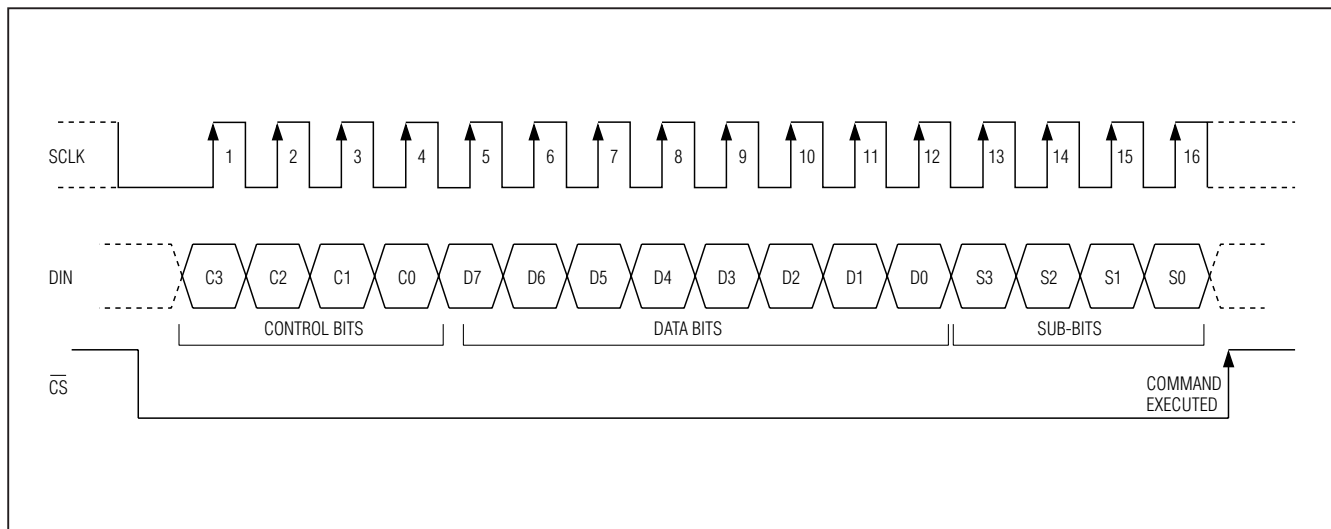 SCLK 1 2 3 4 5 6 7 8 9 10 11 12 13 14 15 16
DIN C3 C2 C1 C0 D7 D6 D5 D4 D3 D2 D1 D0 S3 S2 S1 S0
CONTROL BITS DATA BITS SUB-BITS
C̅S̅
COMMAND
EXECUTED